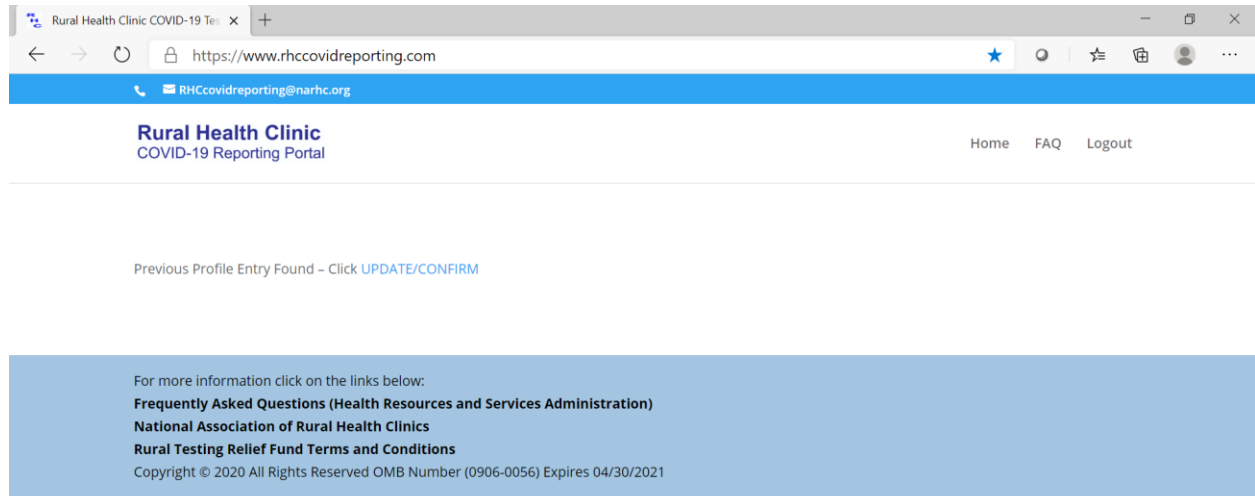 Rural Health Clinic COVID-19 Tes
https://www.rhccovidreporting.com
RHCcovidreporting@narhc.org
Rural Health Clinic
COVID-19 Reporting Portal
Home FAQ Logout
Previous Profile Entry Found – Click UPDATE/CONFIRM
For more information click on the links below:
Frequently Asked Questions (Health Resources and Services Administration)
National Association of Rural Health Clinics
Rural Testing Relief Fund Terms and Conditions
Copyright © 2020 All Rights Reserved OMB Number (0906-0056) Expires 04/30/2021